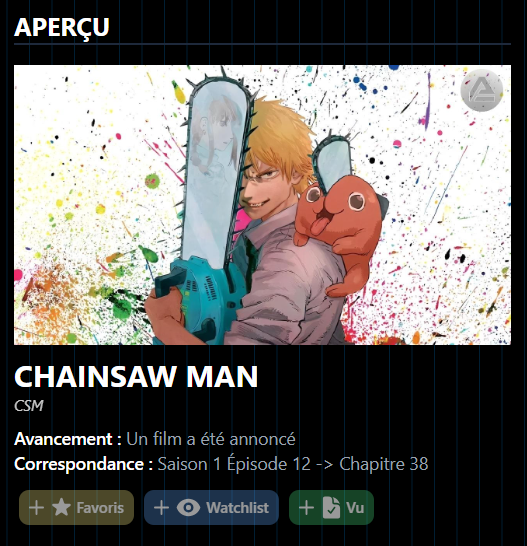 APERÇU
CHAINSAW MAN
CSM
Avancement : Un film a été annoncé
Correspondance : Saison 1 Épisode 12 -> Chapitre 38
+ Favoris
+ Watchlist
+ Vu